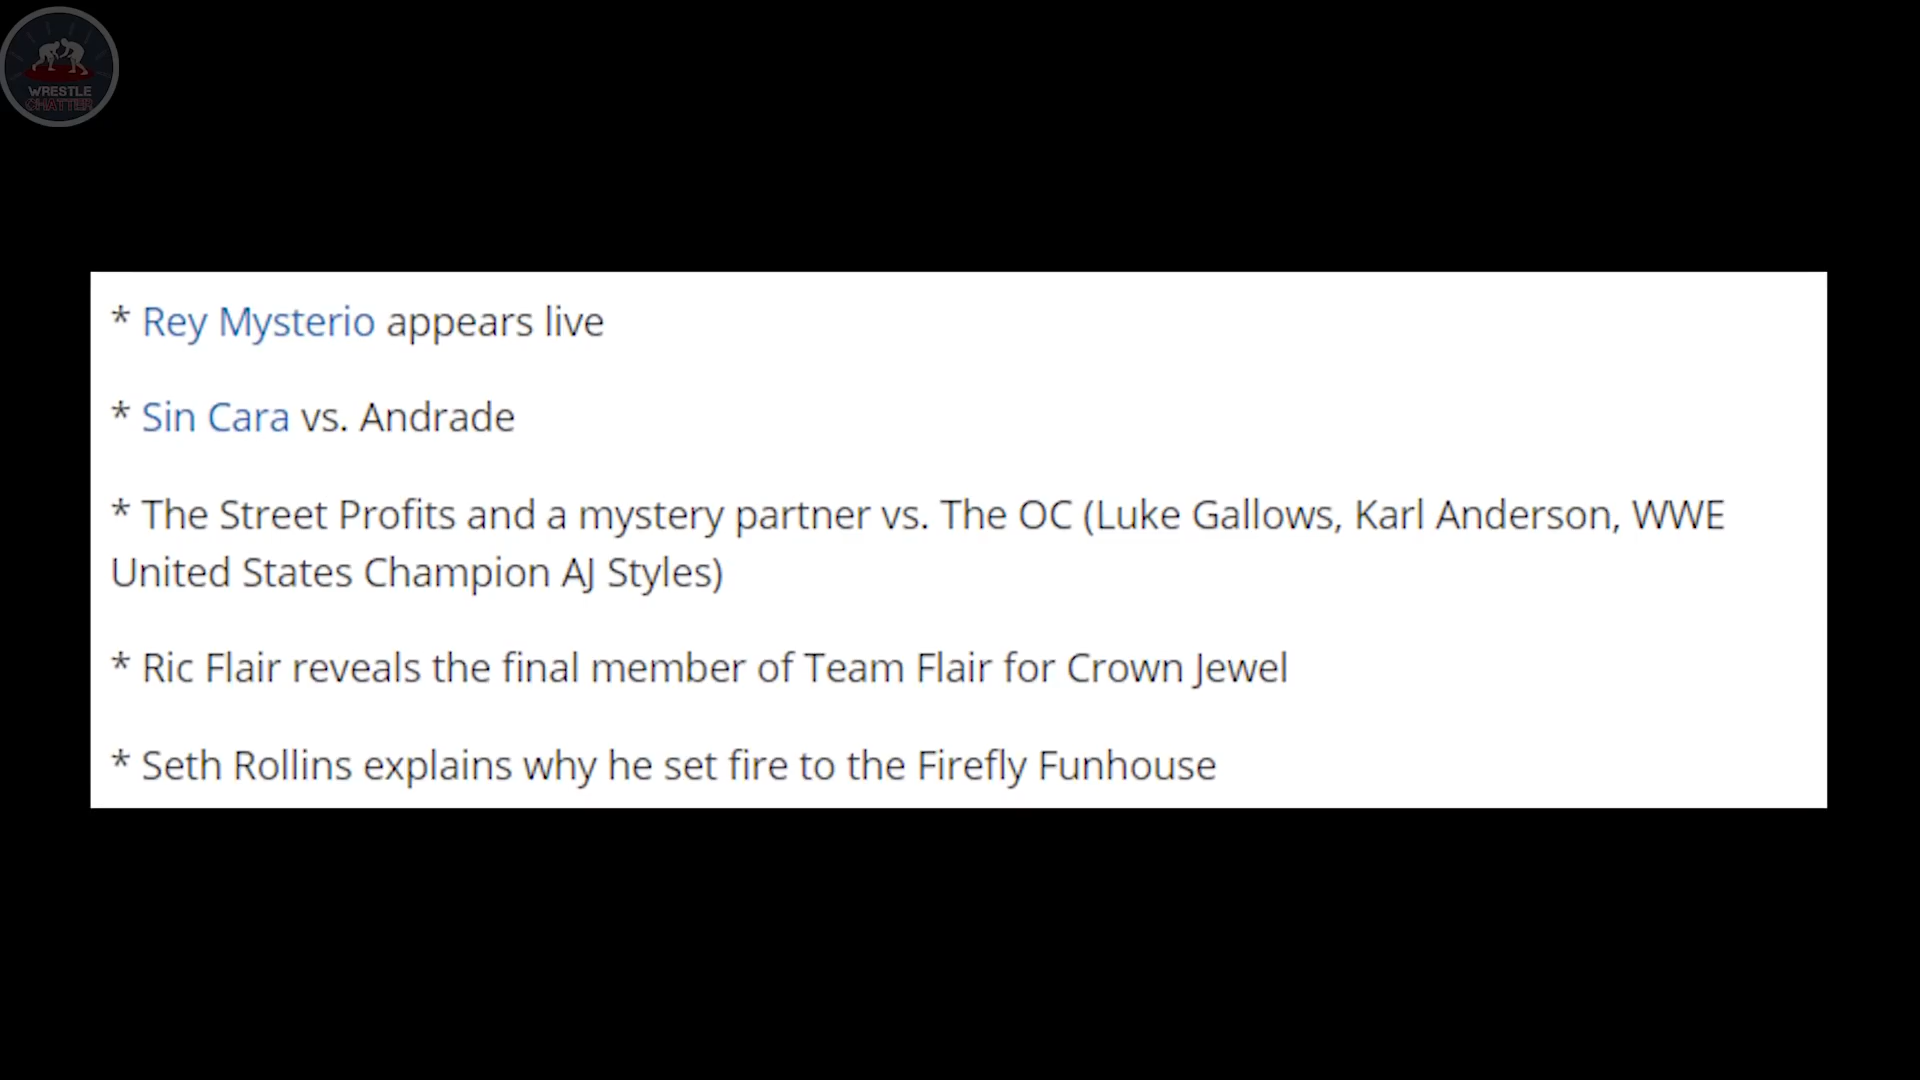 WRESTLE
CHATTER
* Rey Mysterio appears live
* Sin Cara vs. Andrade
* The Street Profits and a mystery partner vs. The OC (Luke Gallows, Karl Anderson, WWE
United States Champion AJ Styles)
* Ric Flair reveals the final member of Team Flair for Crown Jewel
* Seth Rollins explains why he set fire to the Firefly Funhouse